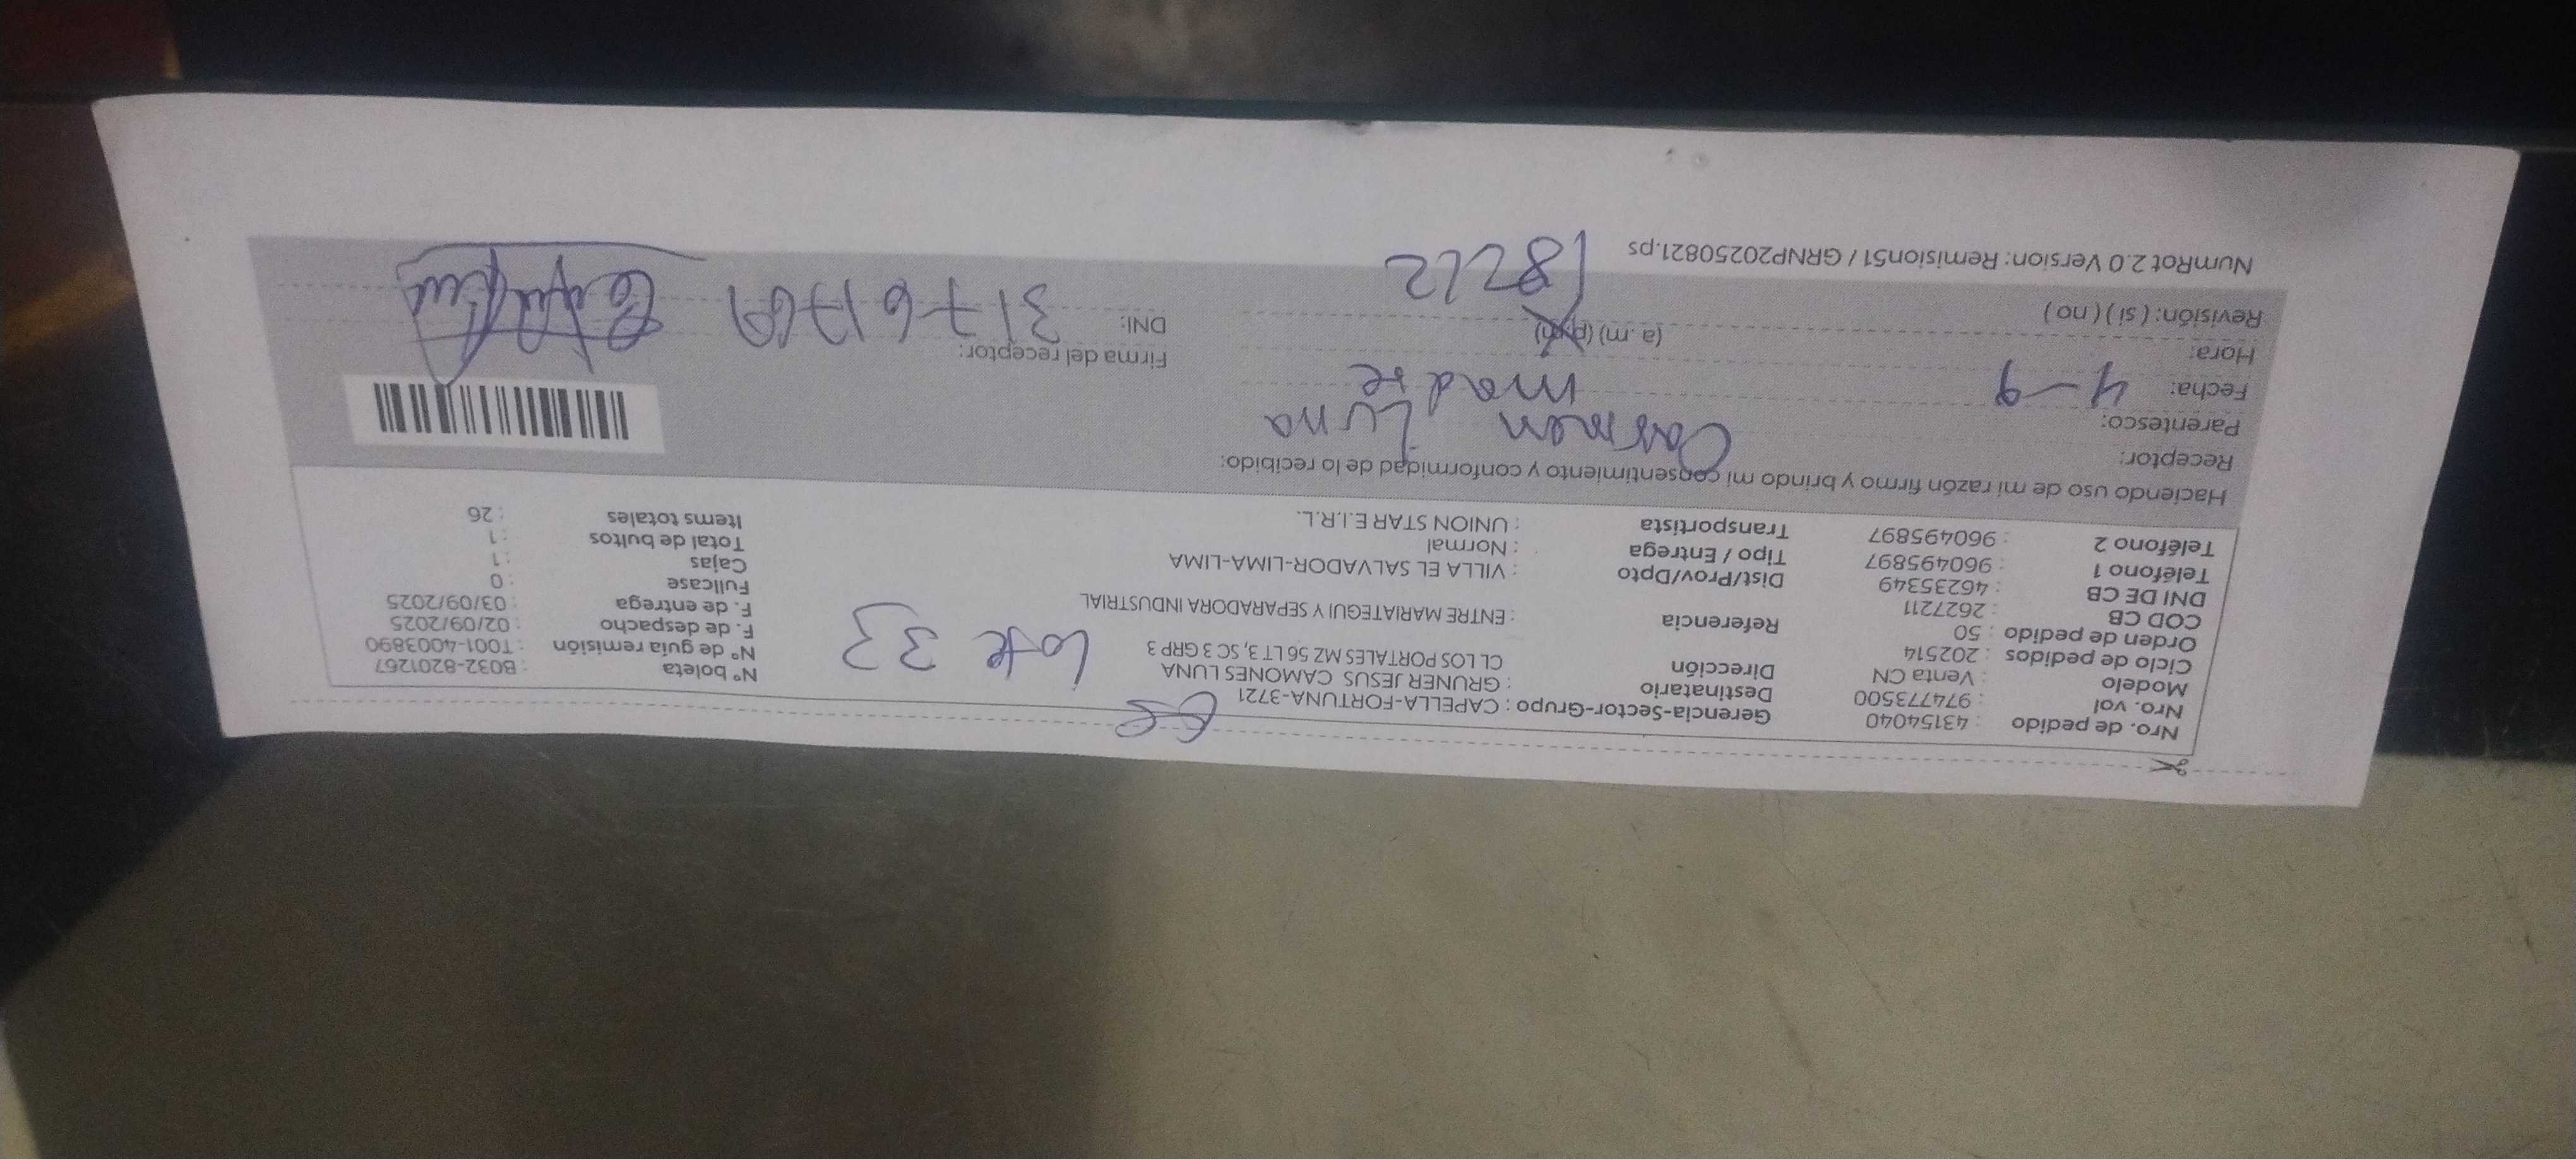 Nro. de pedido : 43154040
Nro. vol : 974773500
Modelo : Venta CN
Ciclo de pedidos : 202514
Orden de pedido : 50
COD CB : 2627211
DNI DE CB : 46235349
Teléfono 1 : 960495897
Teléfono 2 : 960495897
Gerencia-Sector-Grupo : CAPELLA-FORTUNA-3721
Destinatario : GRUNER JESUS CAMONES LUNA
Dirección CL LOS PORTALES MZ 56 LT 3, SC 3 GRP 3
Lote 33
Referencia : ENTRE MARIATEGUI Y SEPARADORA INDUSTRIAL
Dist/Prov/Dpto : VILLA EL SALVADOR-LIMA-LIMA
Tipo / Entrega : Normal
Transportista : UNION STAR E.I.R.L.
Nº boleta : B032-8201267
Nº de guía remisión : T001-4003890
F. de despacho : 02/09/2025
F. de entrega : 03/09/2025
Fullcase : 0
Cajas : 1
Total de bultos : 1
Items totales : 26
Haciendo uso de mi razón firmo y brindo mi consentimiento y conformidad de lo recibido:
Receptor: Carmen Luna
Parentesco: madre
Fecha: 4-9
Hora: (a.m) (p.m)
Revisión: ( si ) ( no )
Firma del receptor:
DNI: 31761769
NumRot 2.0 Version: Remision51 / GRNP20250821.ps